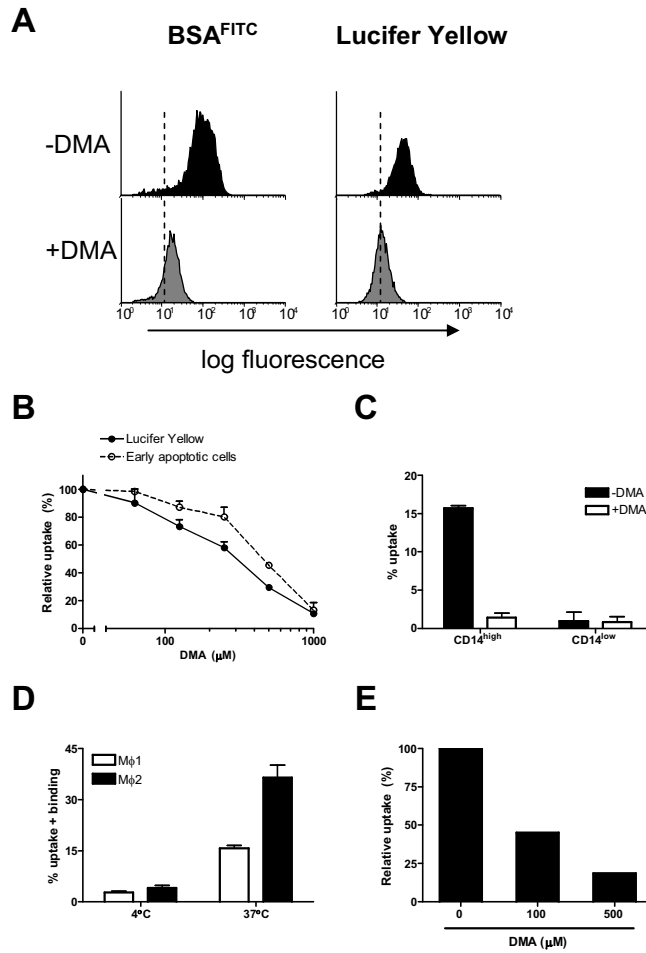 A
BSA^FITC Lucifer Yellow
-DMA
+DMA
10^0 10^1 10^2 10^3 10^4 10^0 10^1 10^2 10^3 10^4
log fluorescence
B
Lucifer Yellow
Early apoptotic cells
Relative uptake (%)
100
80
60
40
20
0
0 100 1000
DMA (µM)
C
-DMA
+DMA
% uptake
20
15
10
5
0
CD14^high CD14^low
D
Mϕ1
Mϕ2
% uptake + binding
45
30
15
0
4°C 37°C
E
Relative uptake (%)
100
75
50
25
0
0 100 500
DMA (µM)